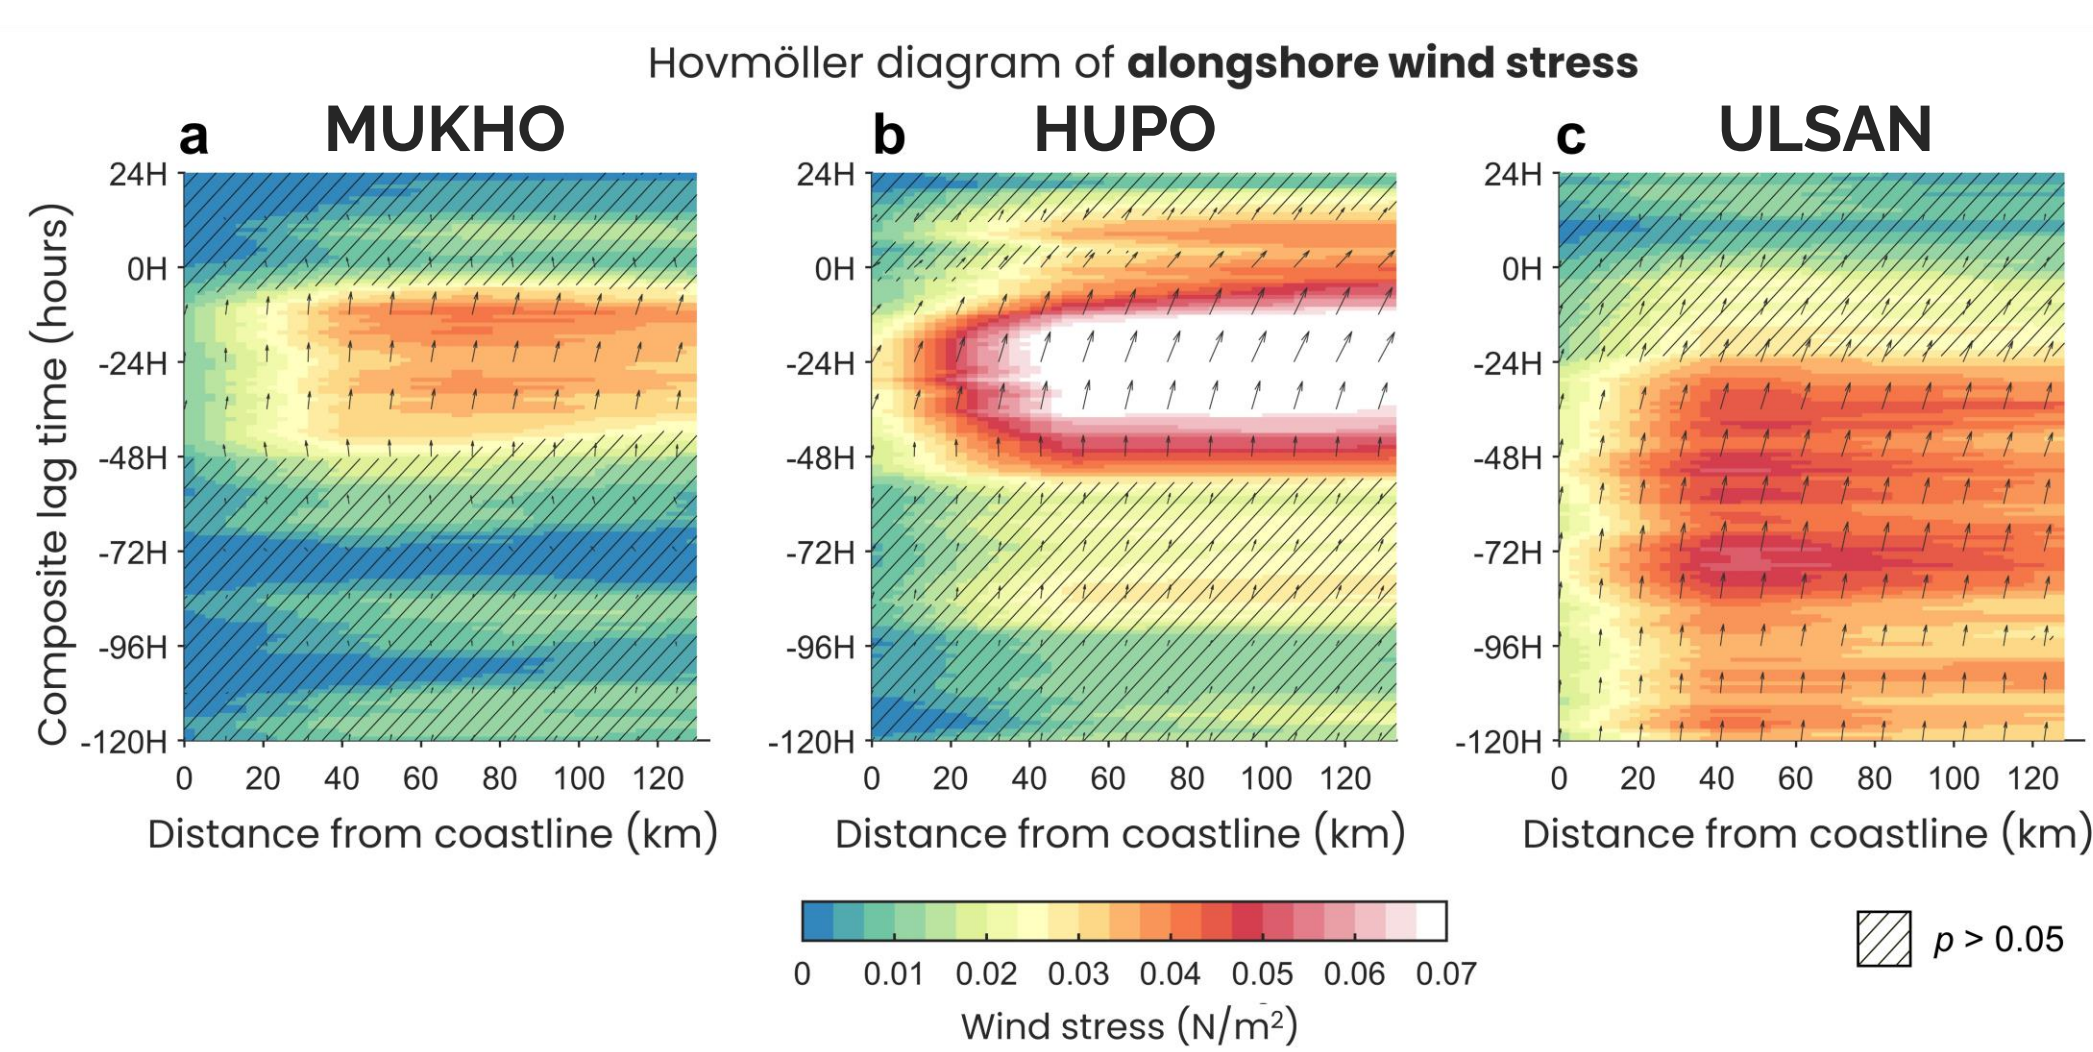 Hovmöller diagram of alongshore wind stress
a MUKHO
b HUPO
c ULSAN
Composite lag time (hours)
24H
0H
-24H
-48H
-72H
-96H
-120H
0 20 40 60 80 100 120
Distance from coastline (km)
24H
0H
-24H
-48H
-72H
-96H
-120H
0 20 40 60 80 100 120
Distance from coastline (km)
24H
0H
-24H
-48H
-72H
-96H
-120H
0 20 40 60 80 100 120
Distance from coastline (km)
0 0.01 0.02 0.03 0.04 0.05 0.06 0.07
Wind stress (N/m²)
p > 0.05